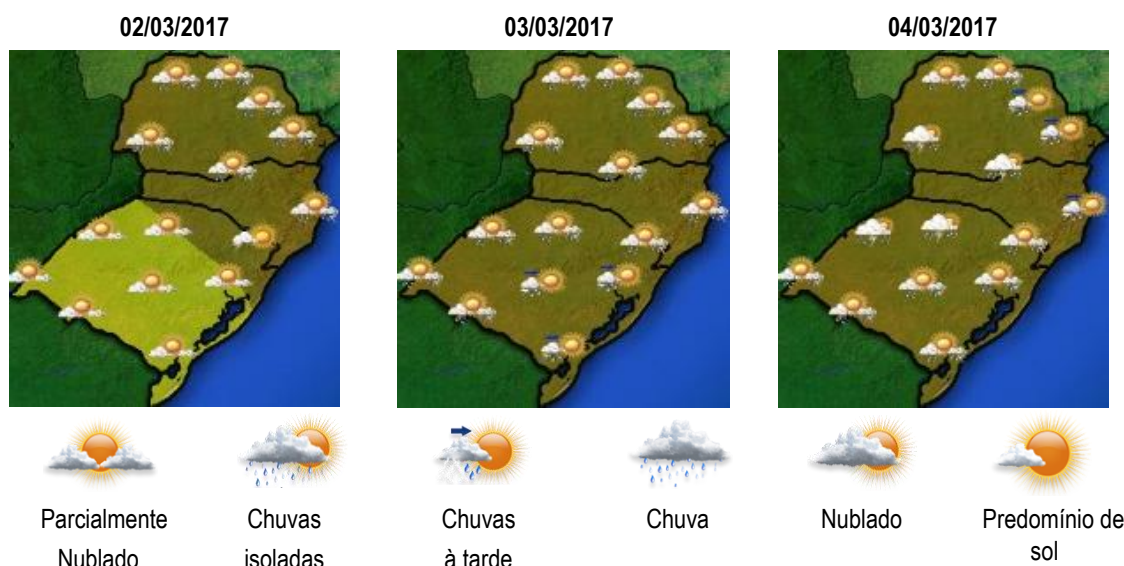 02/03/2017
03/03/2017
04/03/2017
Parcialmente
Nublado
Chuvas
isoladas
Chuvas
à tarde
Chuva
Nublado
Predomínio de
sol